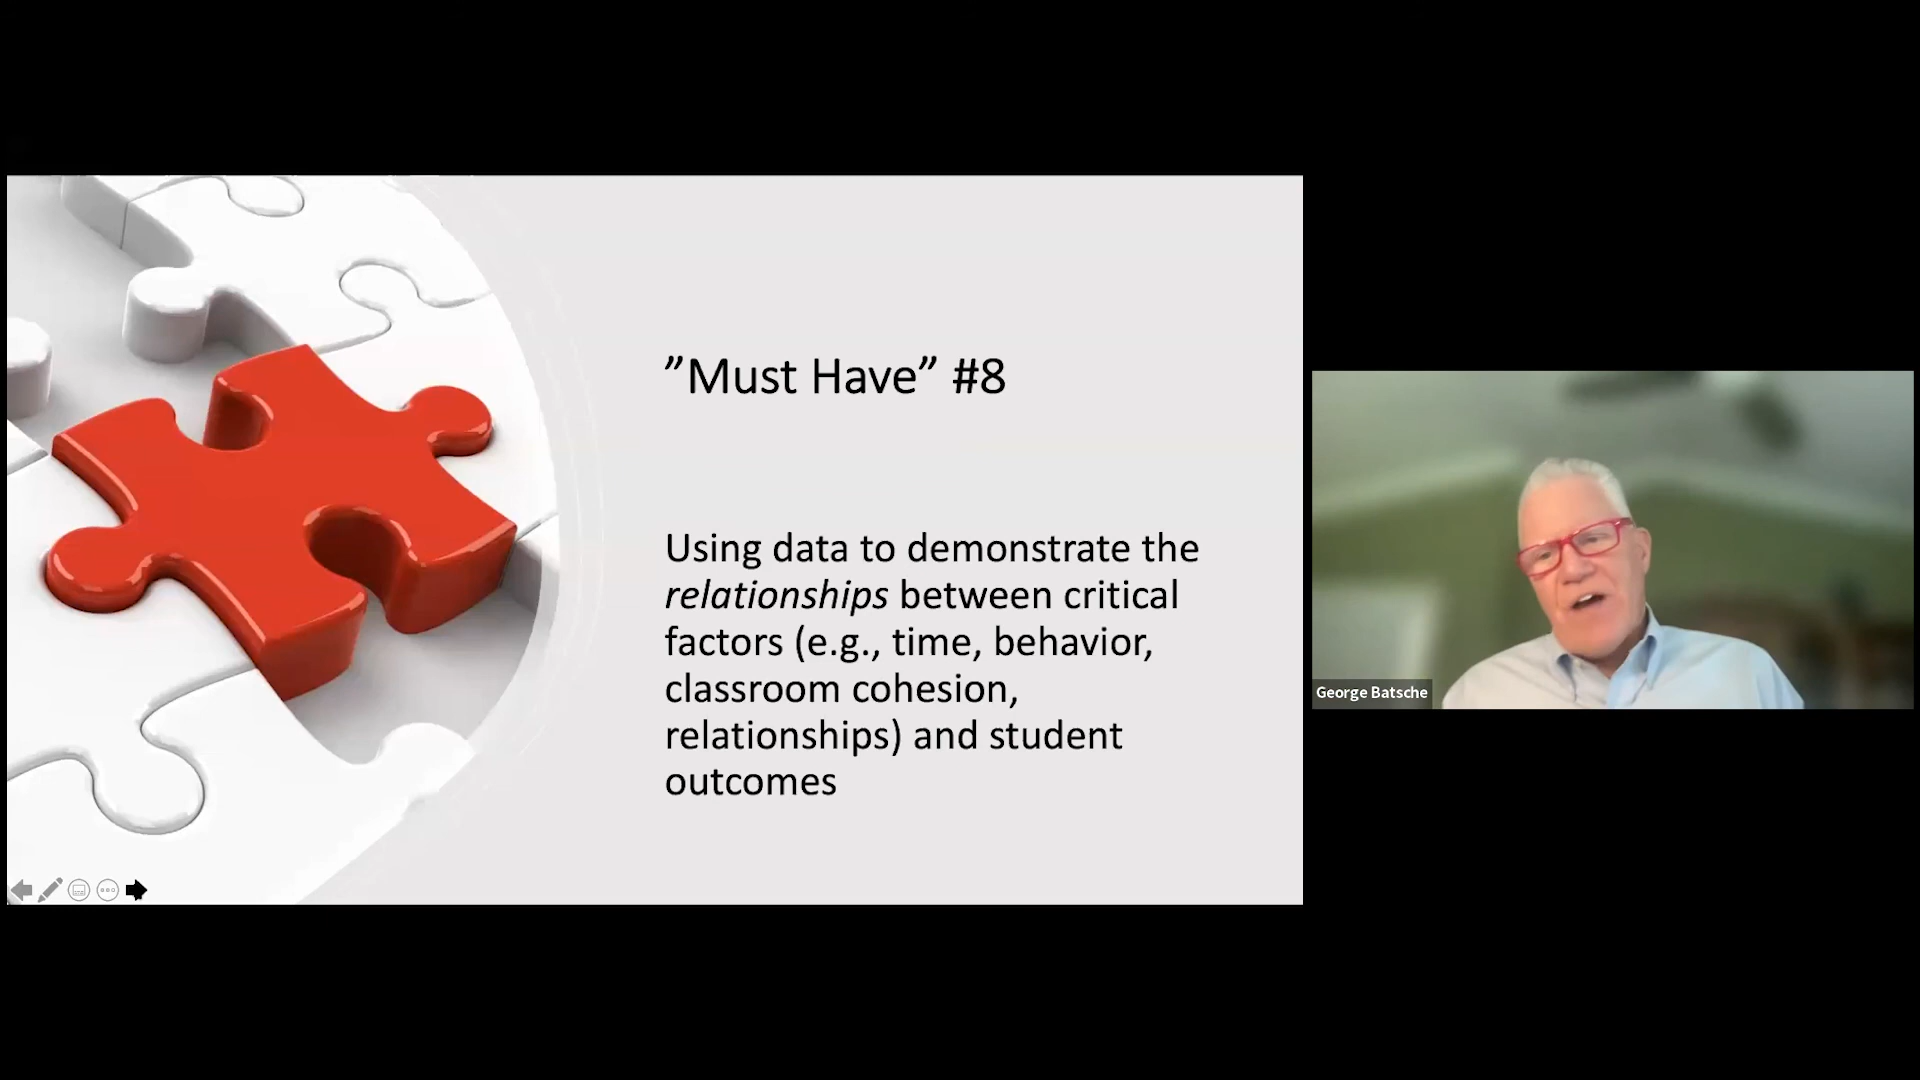 ”Must Have” #8
Using data to demonstrate the
relationships between critical
factors (e.g., time, behavior,
classroom cohesion,
relationships) and student
outcomes
George Batsche